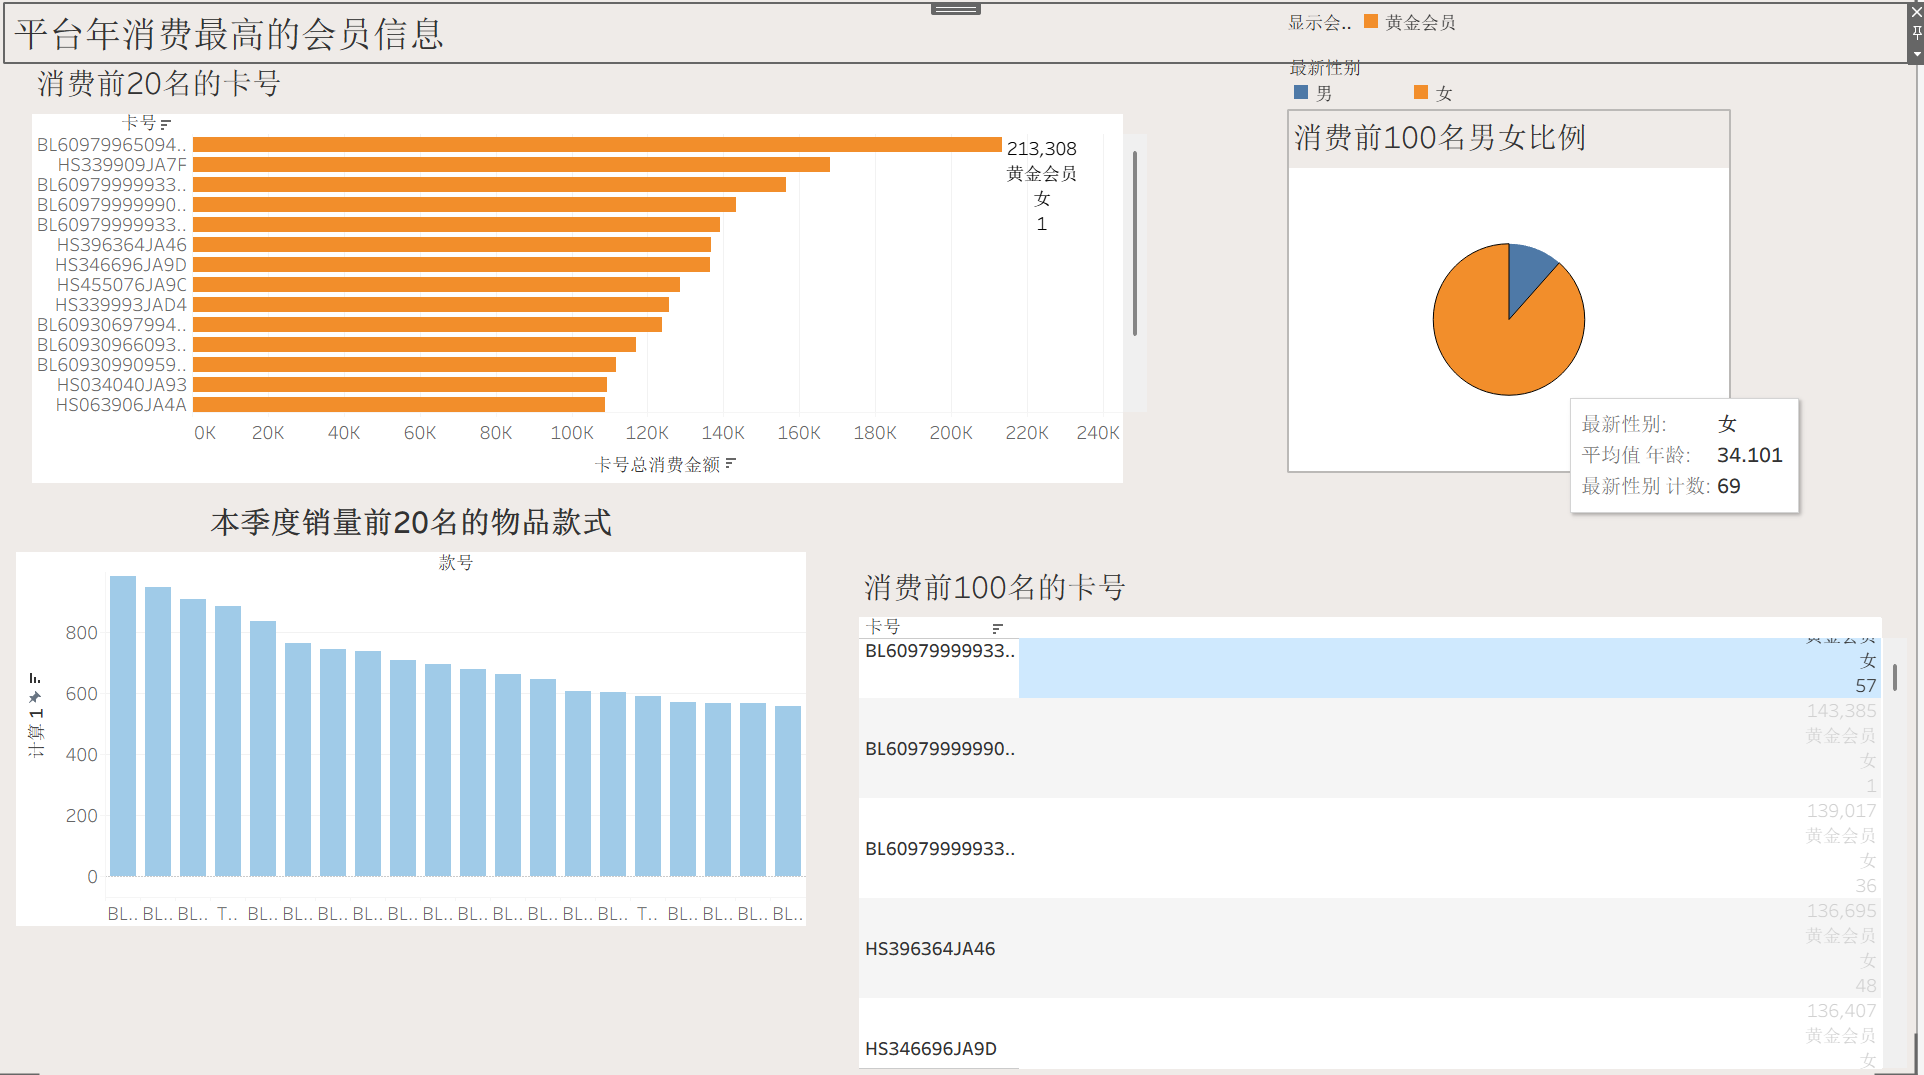 平台年消费最高的会员信息
显示会..
黄金会员
最新性别
男
女
消费前20名的卡号
卡号
BL60979965094..
HS339909JA7F
BL60979999933..
BL60979999990..
BL60979999933..
HS396364JA46
HS346696JA9D
HS455076JA9C
HS339993JAD4
BL60930697994..
BL60930966093..
BL60930990959..
HS034040JA93
HS063906JA4A
213,308
黄金会员
女
1
0K 20K 40K 60K 80K 100K 120K 140K 160K 180K 200K 220K 240K
卡号总消费金额
消费前100名男女比例
最新性别: 女
平均值 年龄: 34.101
最新性别 计数: 69
本季度销量前20名的物品款式
款号
计算 1
800
600
400
200
0
BL.. BL.. BL.. T.. BL.. BL.. BL.. BL.. BL.. BL.. BL.. BL.. BL.. BL.. BL.. T.. BL.. BL.. BL.. BL..
消费前100名的卡号
卡号
BL60979999933..
黄金会员
女
57
BL60979999990..
143,385
黄金会员
女
1
BL60979999933..
139,017
黄金会员
女
36
HS396364JA46
136,695
黄金会员
女
48
HS346696JA9D
136,407
黄金会员
女